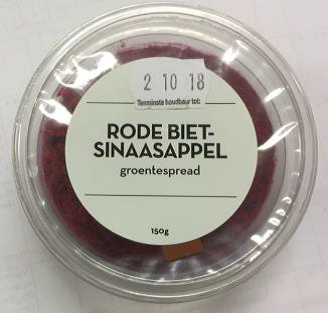 2 10 18
Tenminste houdbaar tot:
RODE BIET-
SINAASAPPEL
groentespread
150g